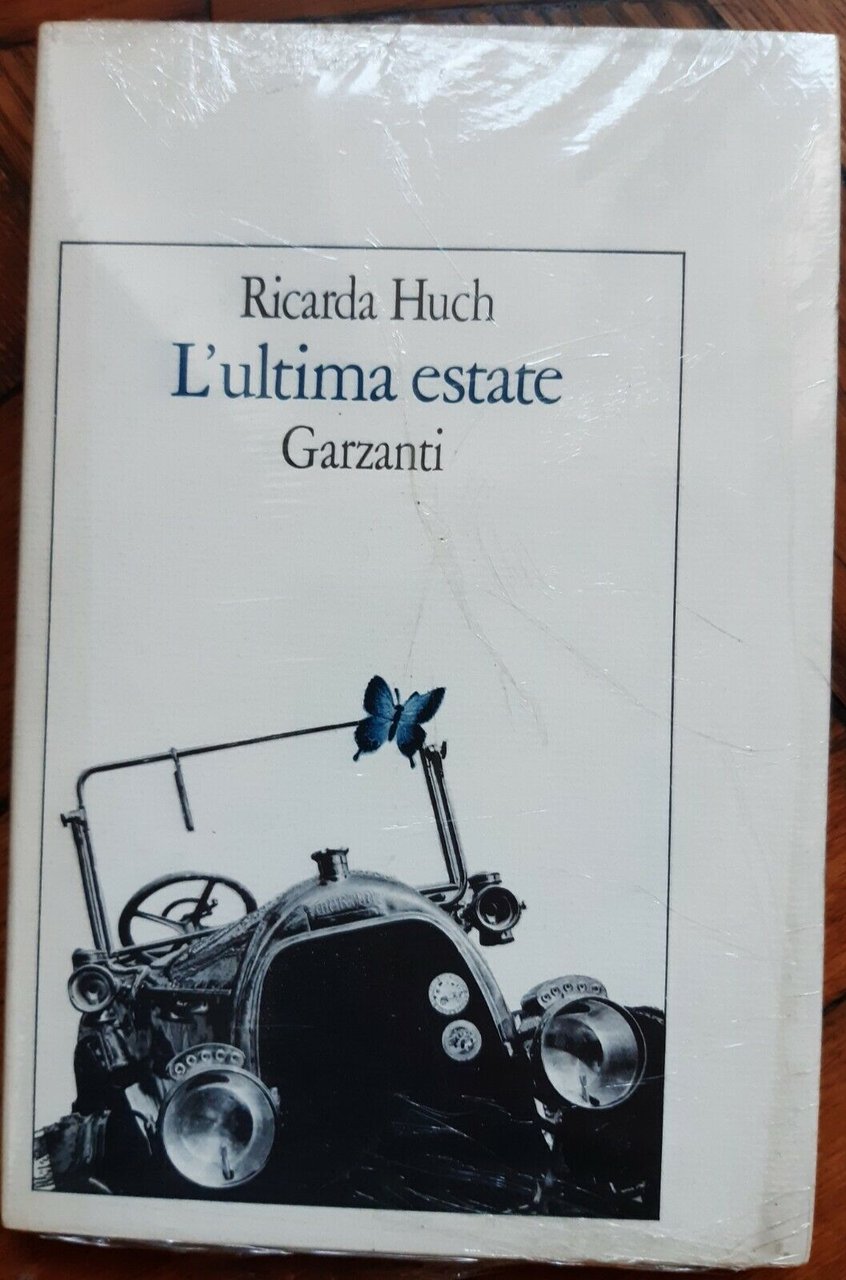 Ricarda Huch
L'ultima estate
Garzanti